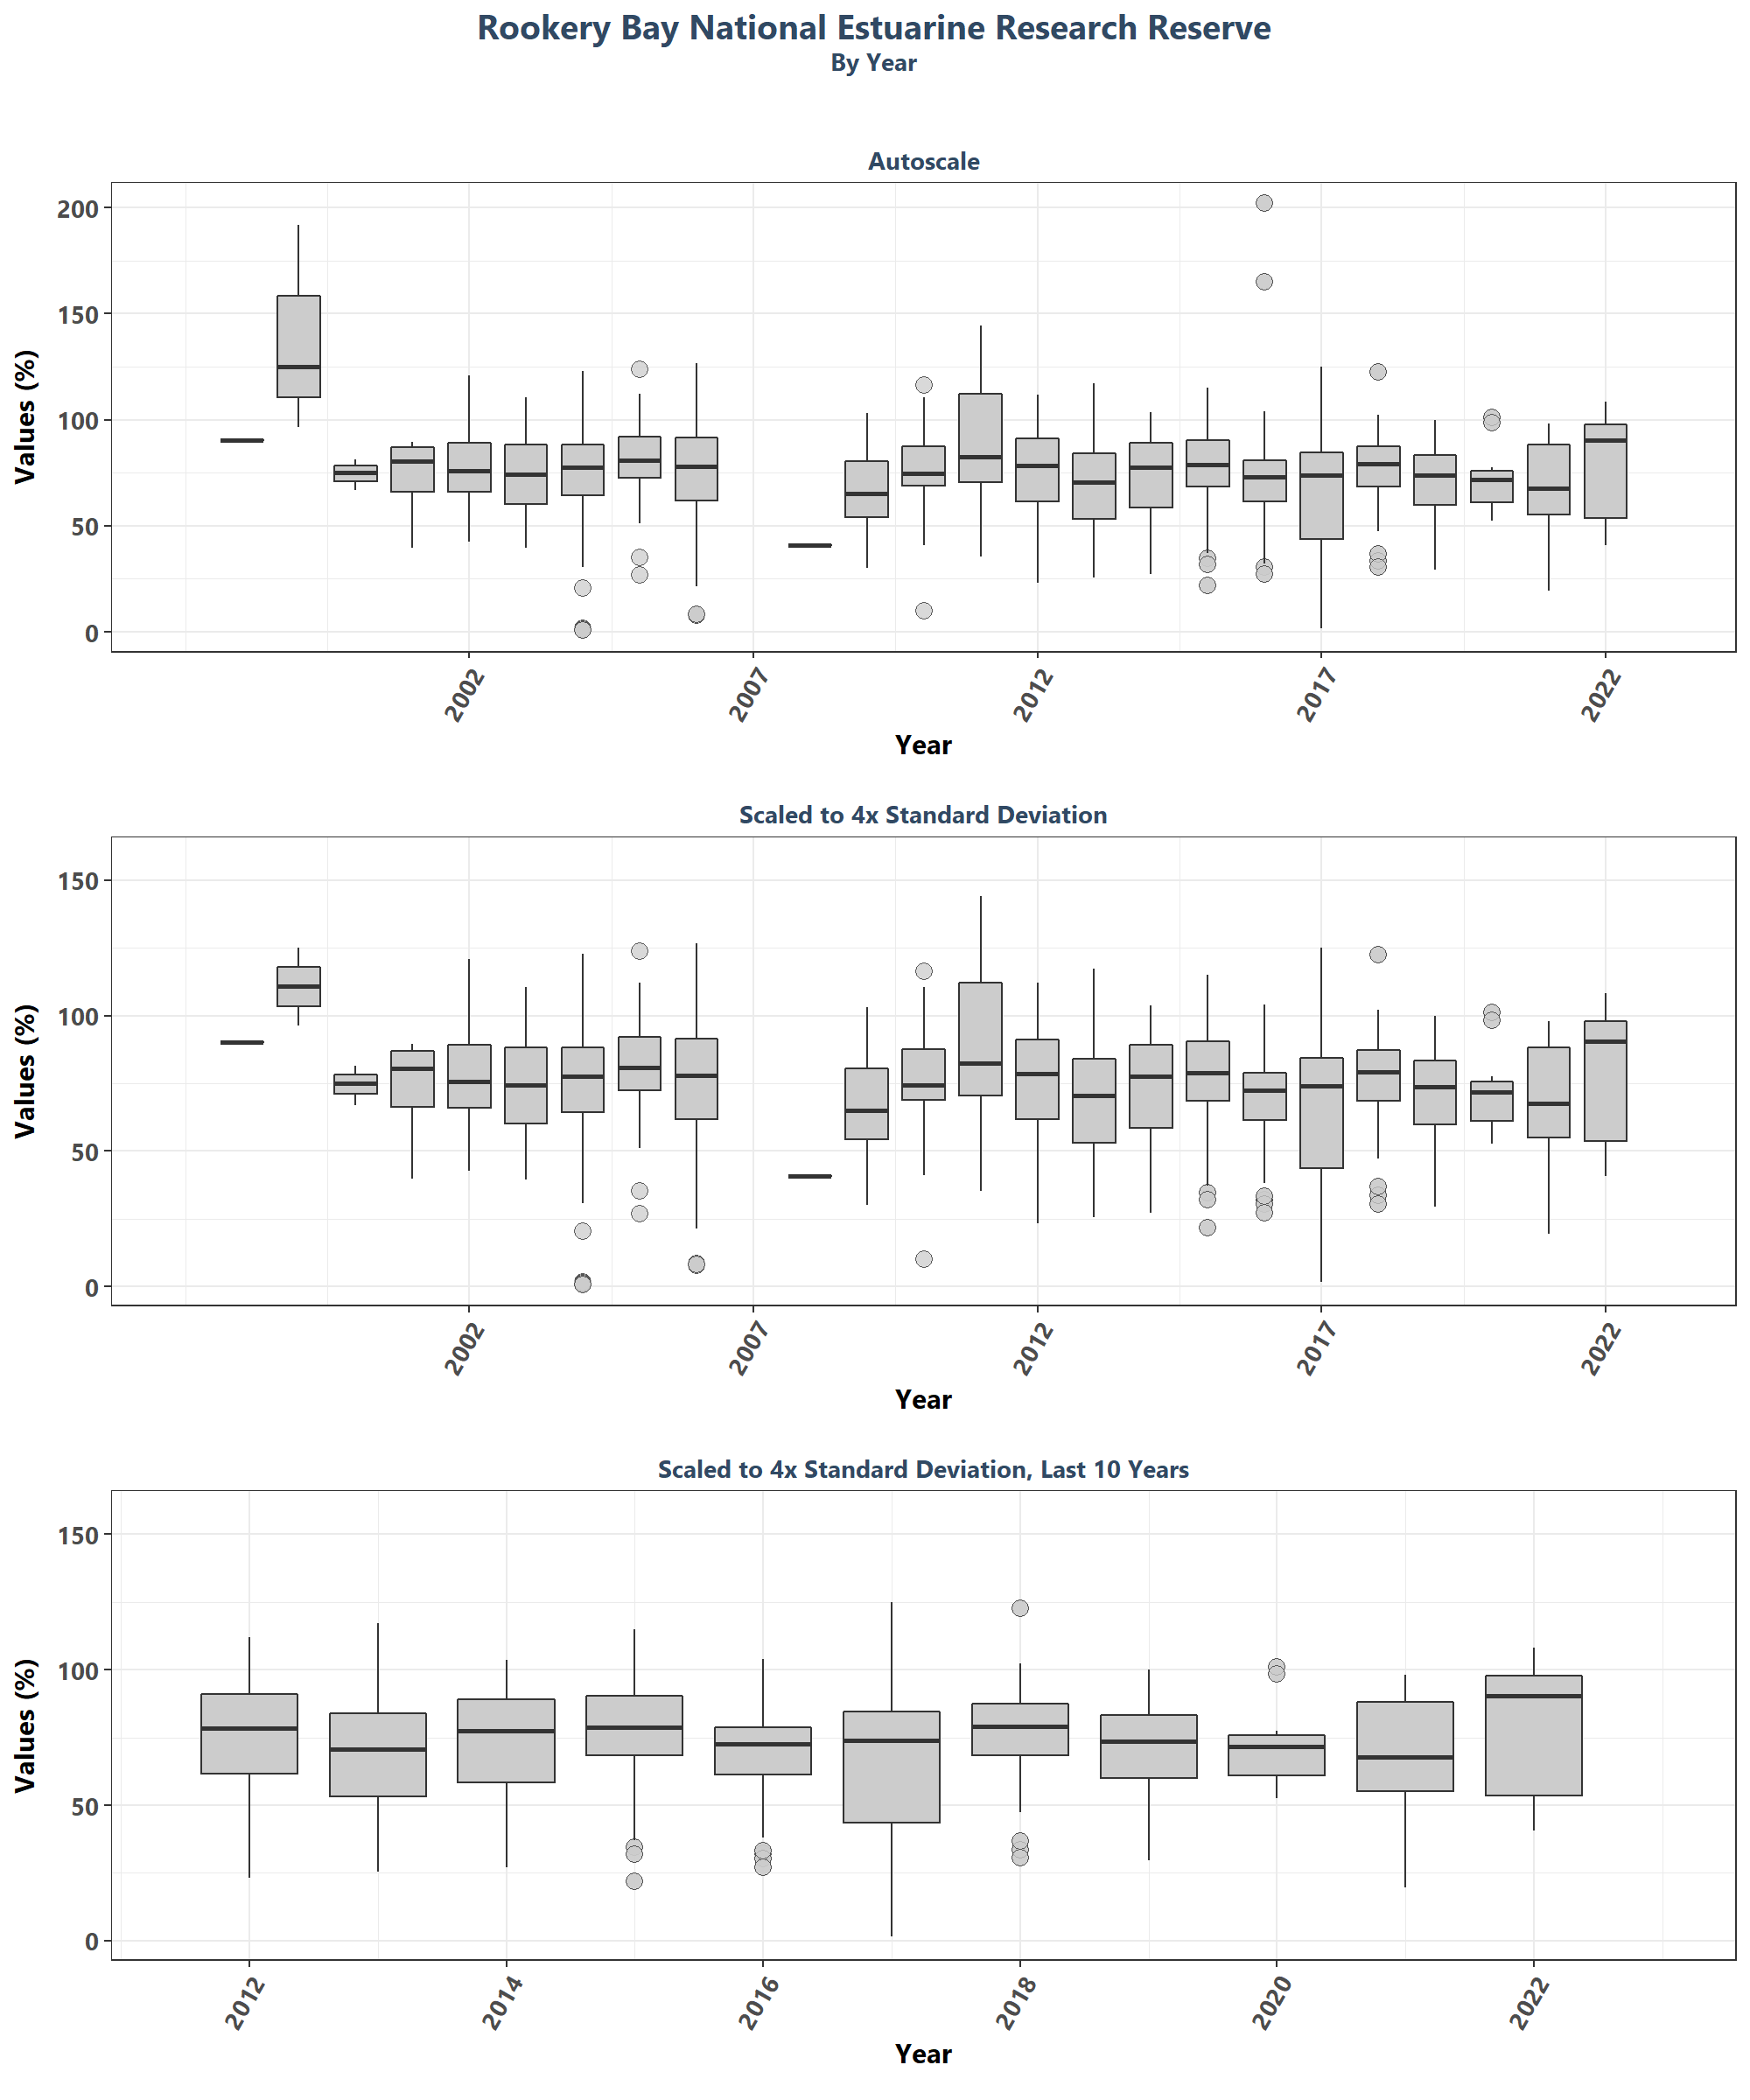 Rookery Bay National Estuarine Research Reserve
By Year
Autoscale
Values (%)
200
150
100
50
0
2002
2007
2012
2017
2022
Year
Scaled to 4x Standard Deviation
Values (%)
150
100
50
0
2002
2007
2012
2017
2022
Year
Scaled to 4x Standard Deviation, Last 10 Years
Values (%)
150
100
50
0
2012
2014
2016
2018
2020
2022
Year